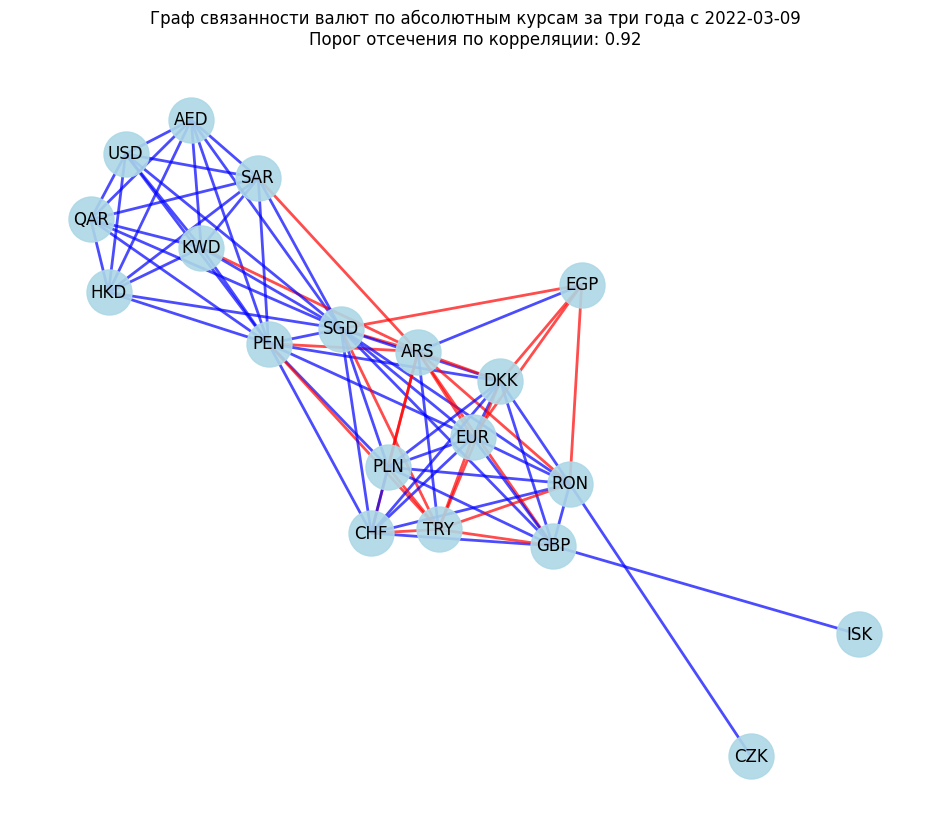 Граф связанности валют по абсолютным курсам за три года с 2022-03-09
Порог отсечения по корреляции: 0.92
AED
USD
SAR
QAR
KWD
HKD
EGP
SGD
PEN
ARS
DKK
EUR
PLN
RON
TRY
CHF
GBP
ISK
CZK